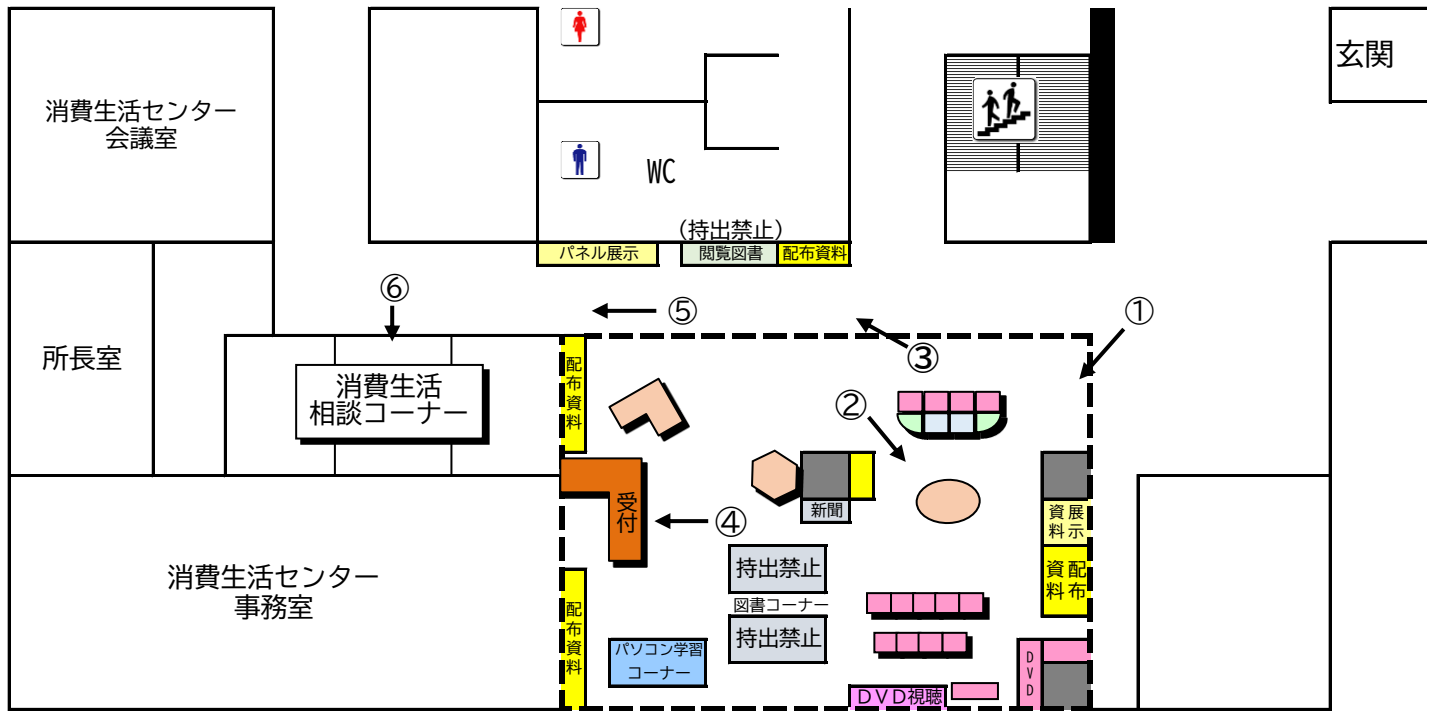 玄関
消費生活センター
会議室
WC
(持出禁止)
パネル展示
閲覧図書
配布資料
⑥
⑤
①
③
所長室
消費生活
相談コーナー
配布資料
②
受付
④
新聞
展示
資料
配布
資料
消費生活センター
事務室
持出禁止
図書コーナー
持出禁止
配布資料
パソコン学習
コーナー
DVD
DVD視聴